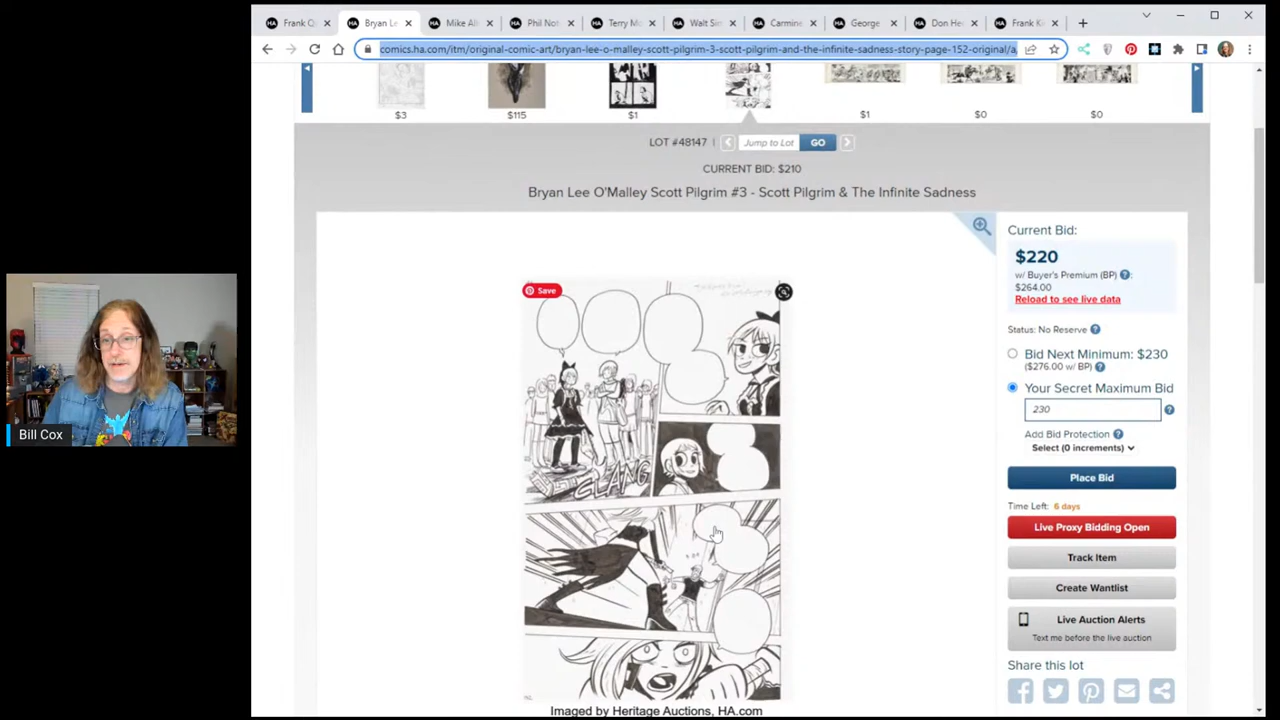 Frank O
Bryan Le
Mike All
Phil Not
Terry Mo
Walt Sim
Carmine
George
Don Hec
Frank K
comics.ha.com/itm/original-comic-art/bryan-lee-o-malley-scott-pilgrim-3-scott-pilgrim-and-the-infinite-sadness-story-page-152-original/a
$3
$115
$1
$1
$0
$0
LOT #48147 |
Jump to Lot
GO
CURRENT BID: $210
Bryan Lee O'Malley Scott Pilgrim #3 - Scott Pilgrim & The Infinite Sadness
Save
CLANG
Imaged by Heritage Auctions, HA.com
Current Bid:
$220
w/ Buyer's Premium (BP) ? :
$264.00
Reload to see live data
Status: No Reserve ?
Bid Next Minimum: $230
($276.00 w/ BP) ?
Your Secret Maximum Bid
230 ?
Add Bid Protection ?
Select (0 increments)
Place Bid
Time Left: 6 days
Live Proxy Bidding Open
Track Item
Create Wantlist
Live Auction Alerts
Text me before the live auction
Share this lot
Bill Cox